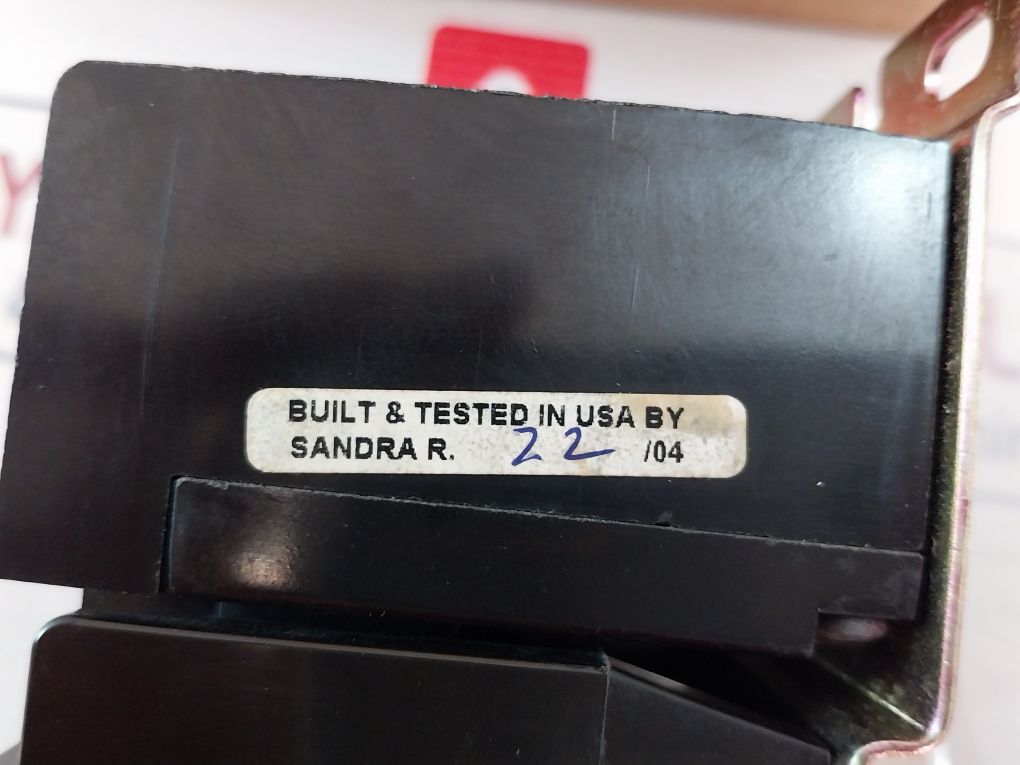 BUILT & TESTED IN USA BY
SANDRA R. 22 /04